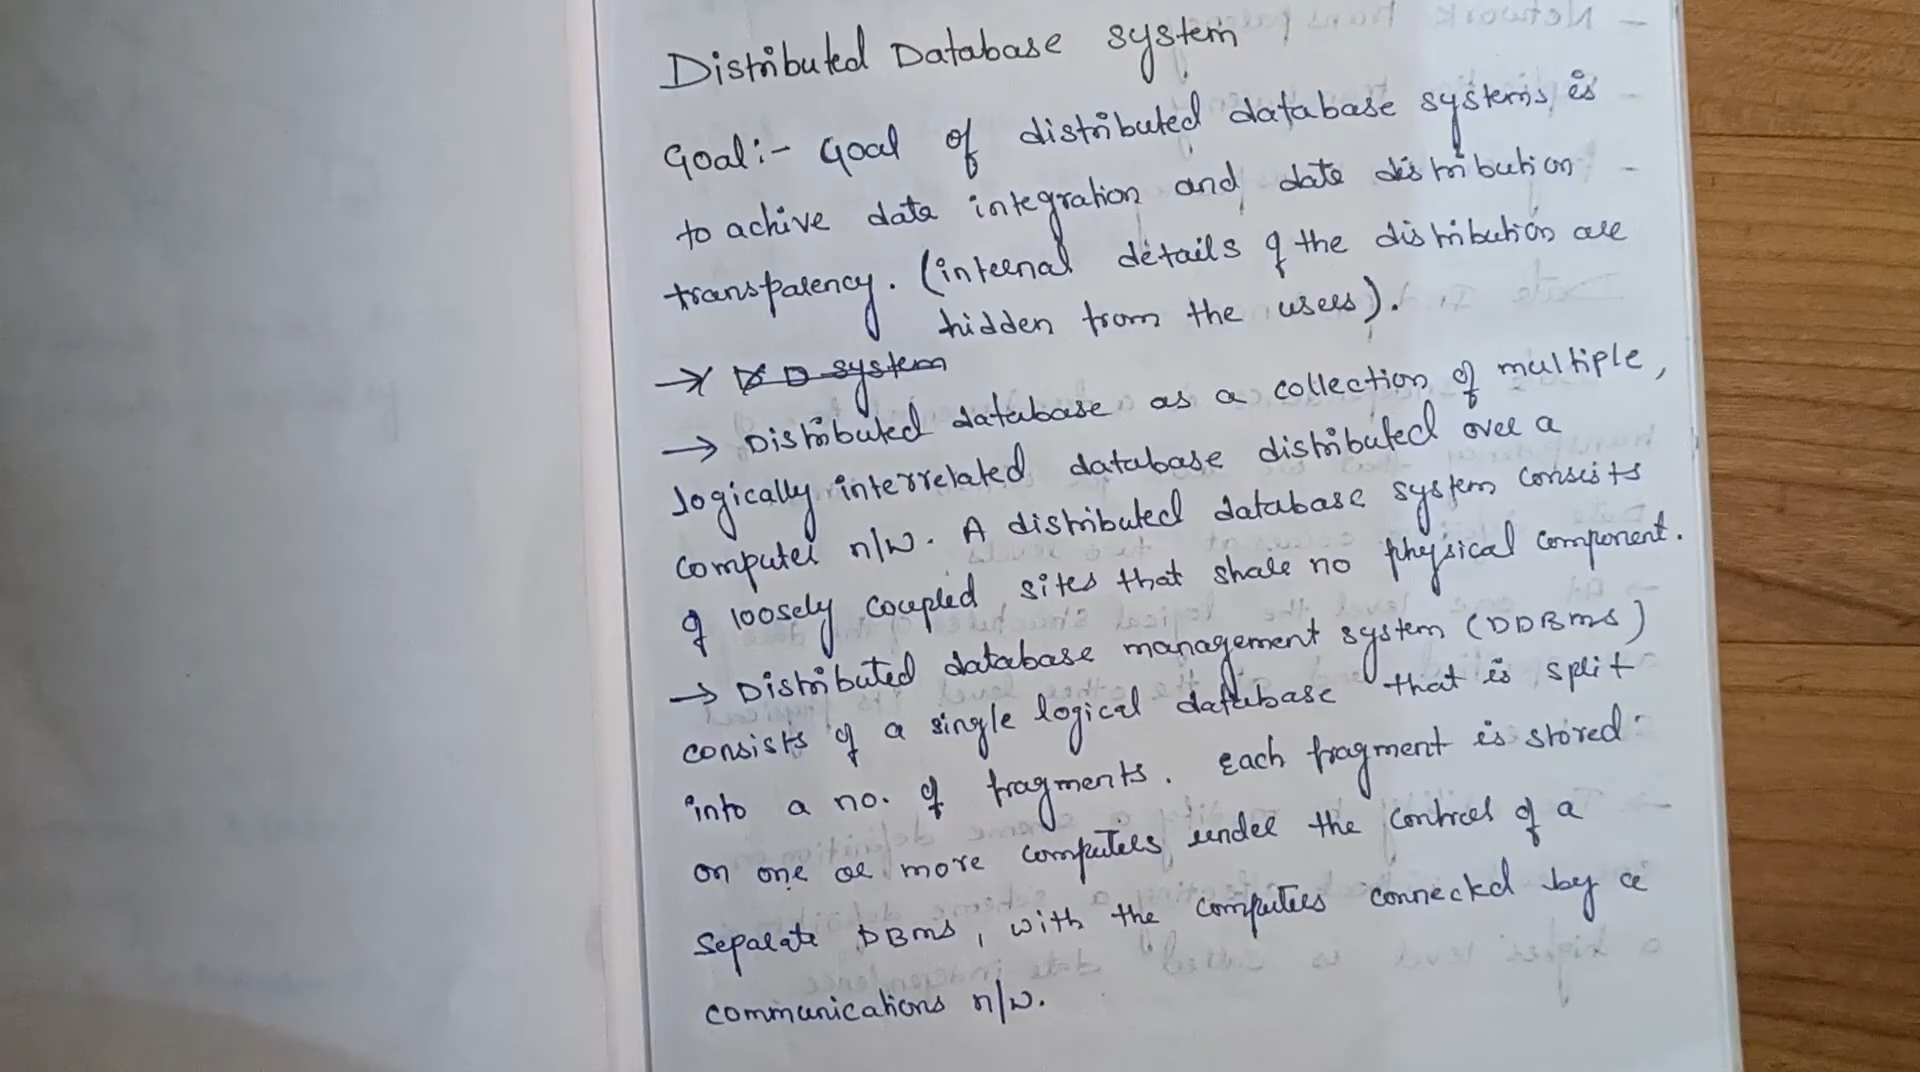 Distributed Database system
Goal:- Goal of distributed database systems is
to achive data integration and data distribution
transparency. (internal details of the distribution are
hidden from the users).
→ D D system
→ Distributed database as a collection of multiple,
logically interrelated database distributed over a
computer n/w. A distributed database system consists
of loosely coupled sites that share no physical component.
→ Distributed database management system (DDBMS)
consists of a single logical database that is split
into a no. of fragments. Each fragment is stored
on one or more computers under the control of a
separate DBMS, with the computers connected by a
communications n/w.